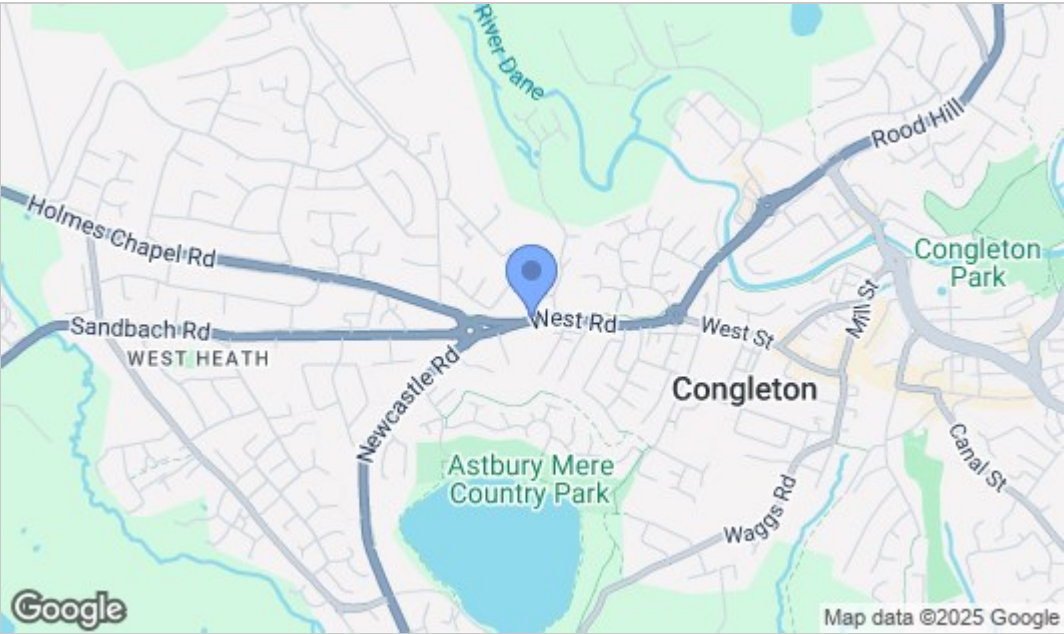 River Dane
Rood Hill
Holmes Chapel Rd
Congleton
Park
Mill St
West Rd
West St
Sandbach Rd
WEST HEATH
Newcastle Rd
Congleton
Canal St
Astbury Mere
Country Park
Waggs Rd
Google
Map data ©2025 Google